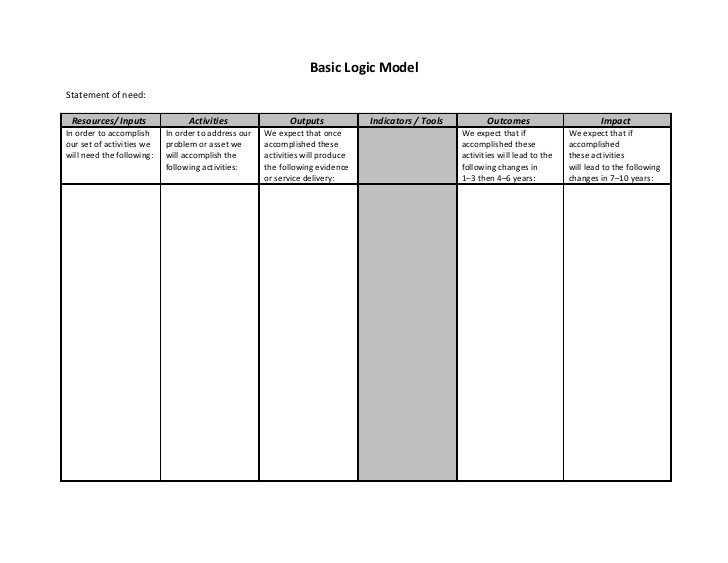 Basic Logic Model
Statement of need:
Resources/ Inputs
Activities
Outputs
Indicators / Tools
Outcomes
Impact
In order to accomplish
our set of activities we
will need the following:
In order to address our
problem or asset we
will accomplish the
following activities:
We expect that once
accomplished these
activities will produce
the following evidence
or service delivery:
We expect that if
accomplished these
activities will lead to the
following changes in
1–3 then 4–6 years:
We expect that if
accomplished
these activities
will lead to the following
changes in 7–10 years: